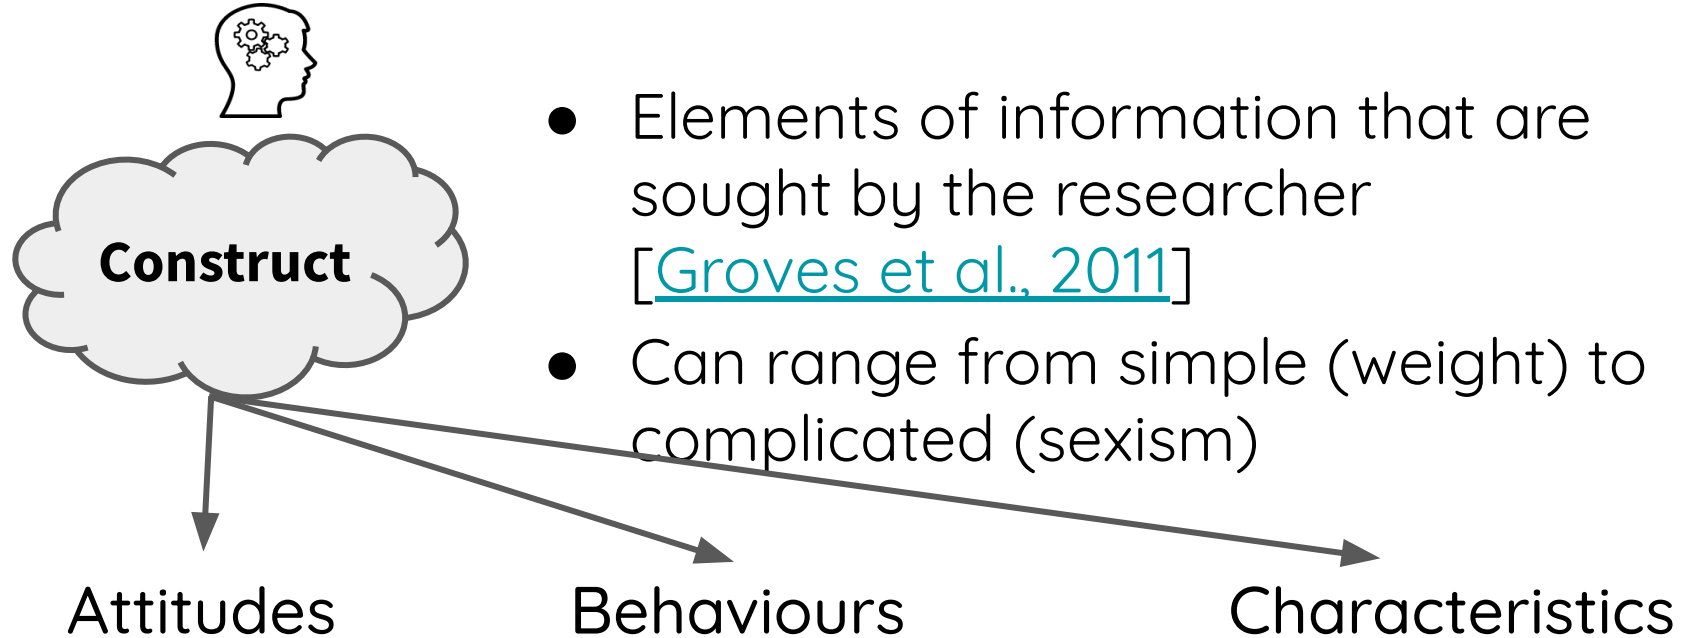 Construct
● Elements of information that are
sought by the researcher
[Groves et al., 2011]
● Can range from simple (weight) to
complicated (sexism)
Attitudes
Behaviours
Characteristics